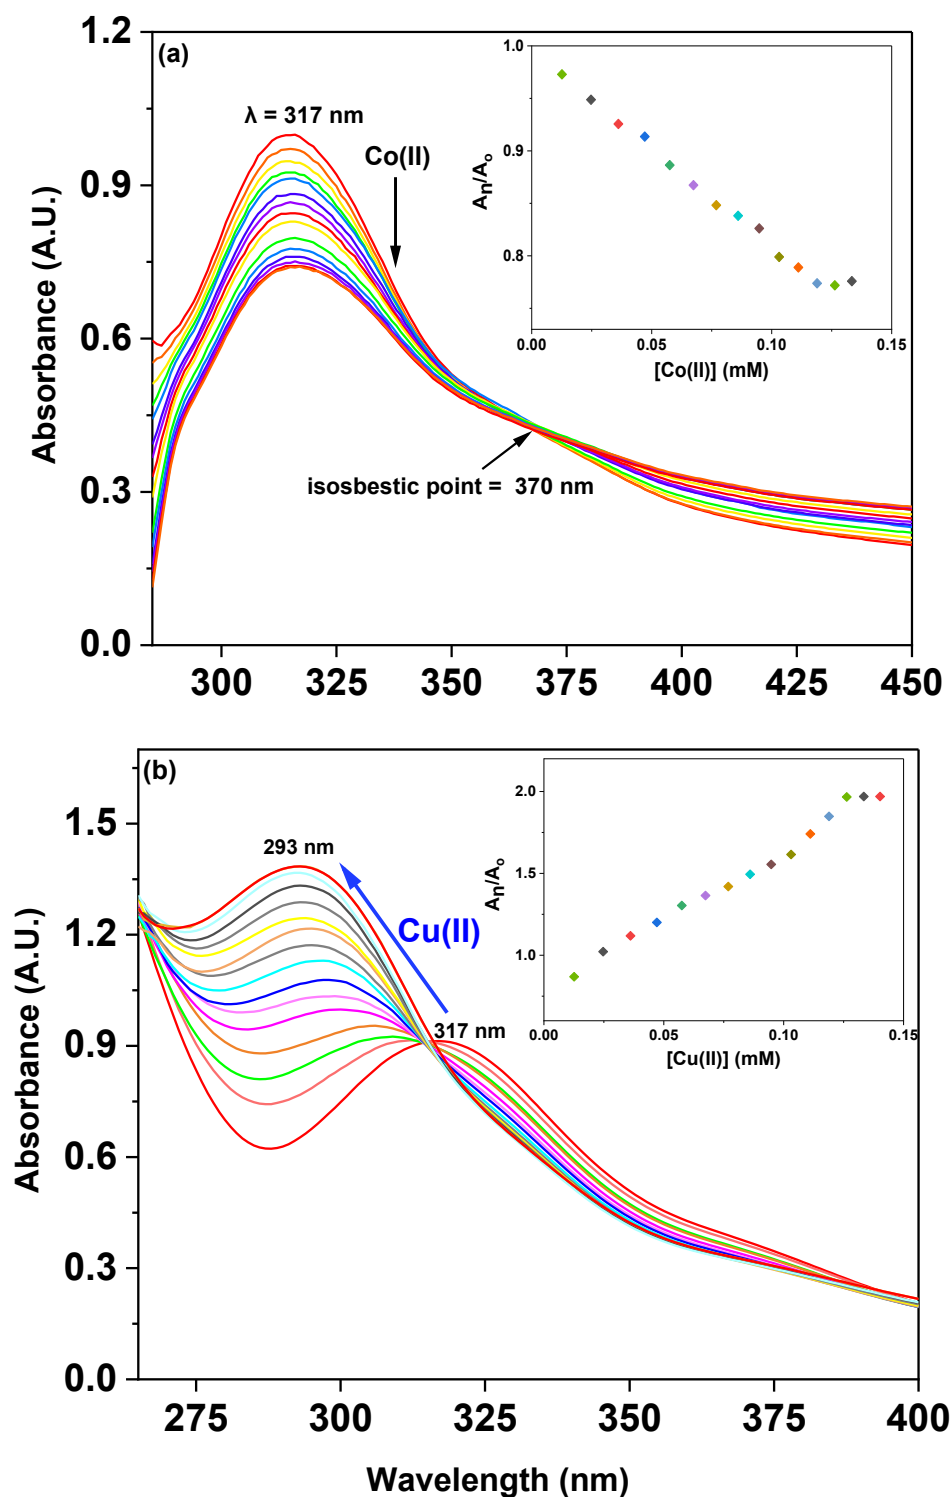 (a)
1.2
0.9
0.6
0.3
0.0
Absorbance (A.U.)
λ = 317 nm
Co(II)
isosbestic point = 370 nm
300 325 350 375 400 425 450
1.0
0.9
0.8
An/Ao
0.00 0.05 0.10 0.15
[Co(II)] (mM)
(b)
1.5
1.2
0.9
0.6
0.3
0.0
Absorbance (A.U.)
293 nm
Cu(II)
317 nm
2.0
1.5
1.0
An/Ao
0.00 0.05 0.10 0.15
[Cu(II)] (mM)
275 300 325 350 375 400
Wavelength (nm)